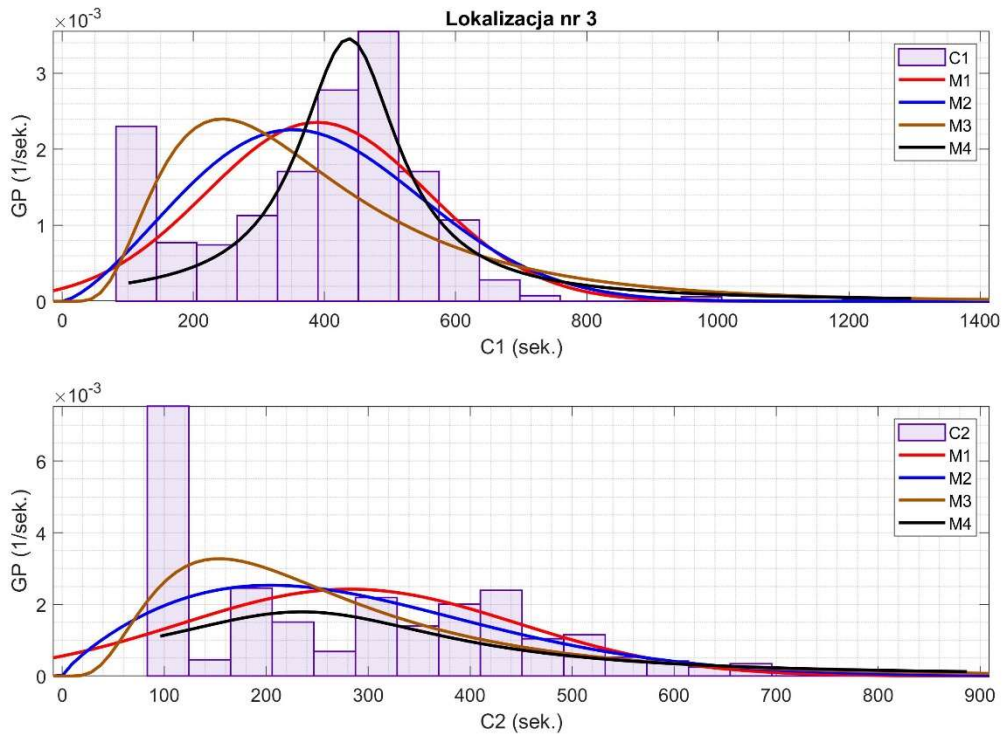 Lokalizacja nr 3
×10⁻³
3
2
1
0
GP (1/sek.)
C1
M1
M2
M3
M4
0 200 400 600 800 1000 1200 1400
C1 (sek.)
×10⁻³
6
4
2
0
GP (1/sek.)
C2
M1
M2
M3
M4
0 100 200 300 400 500 600 700 800 900
C2 (sek.)